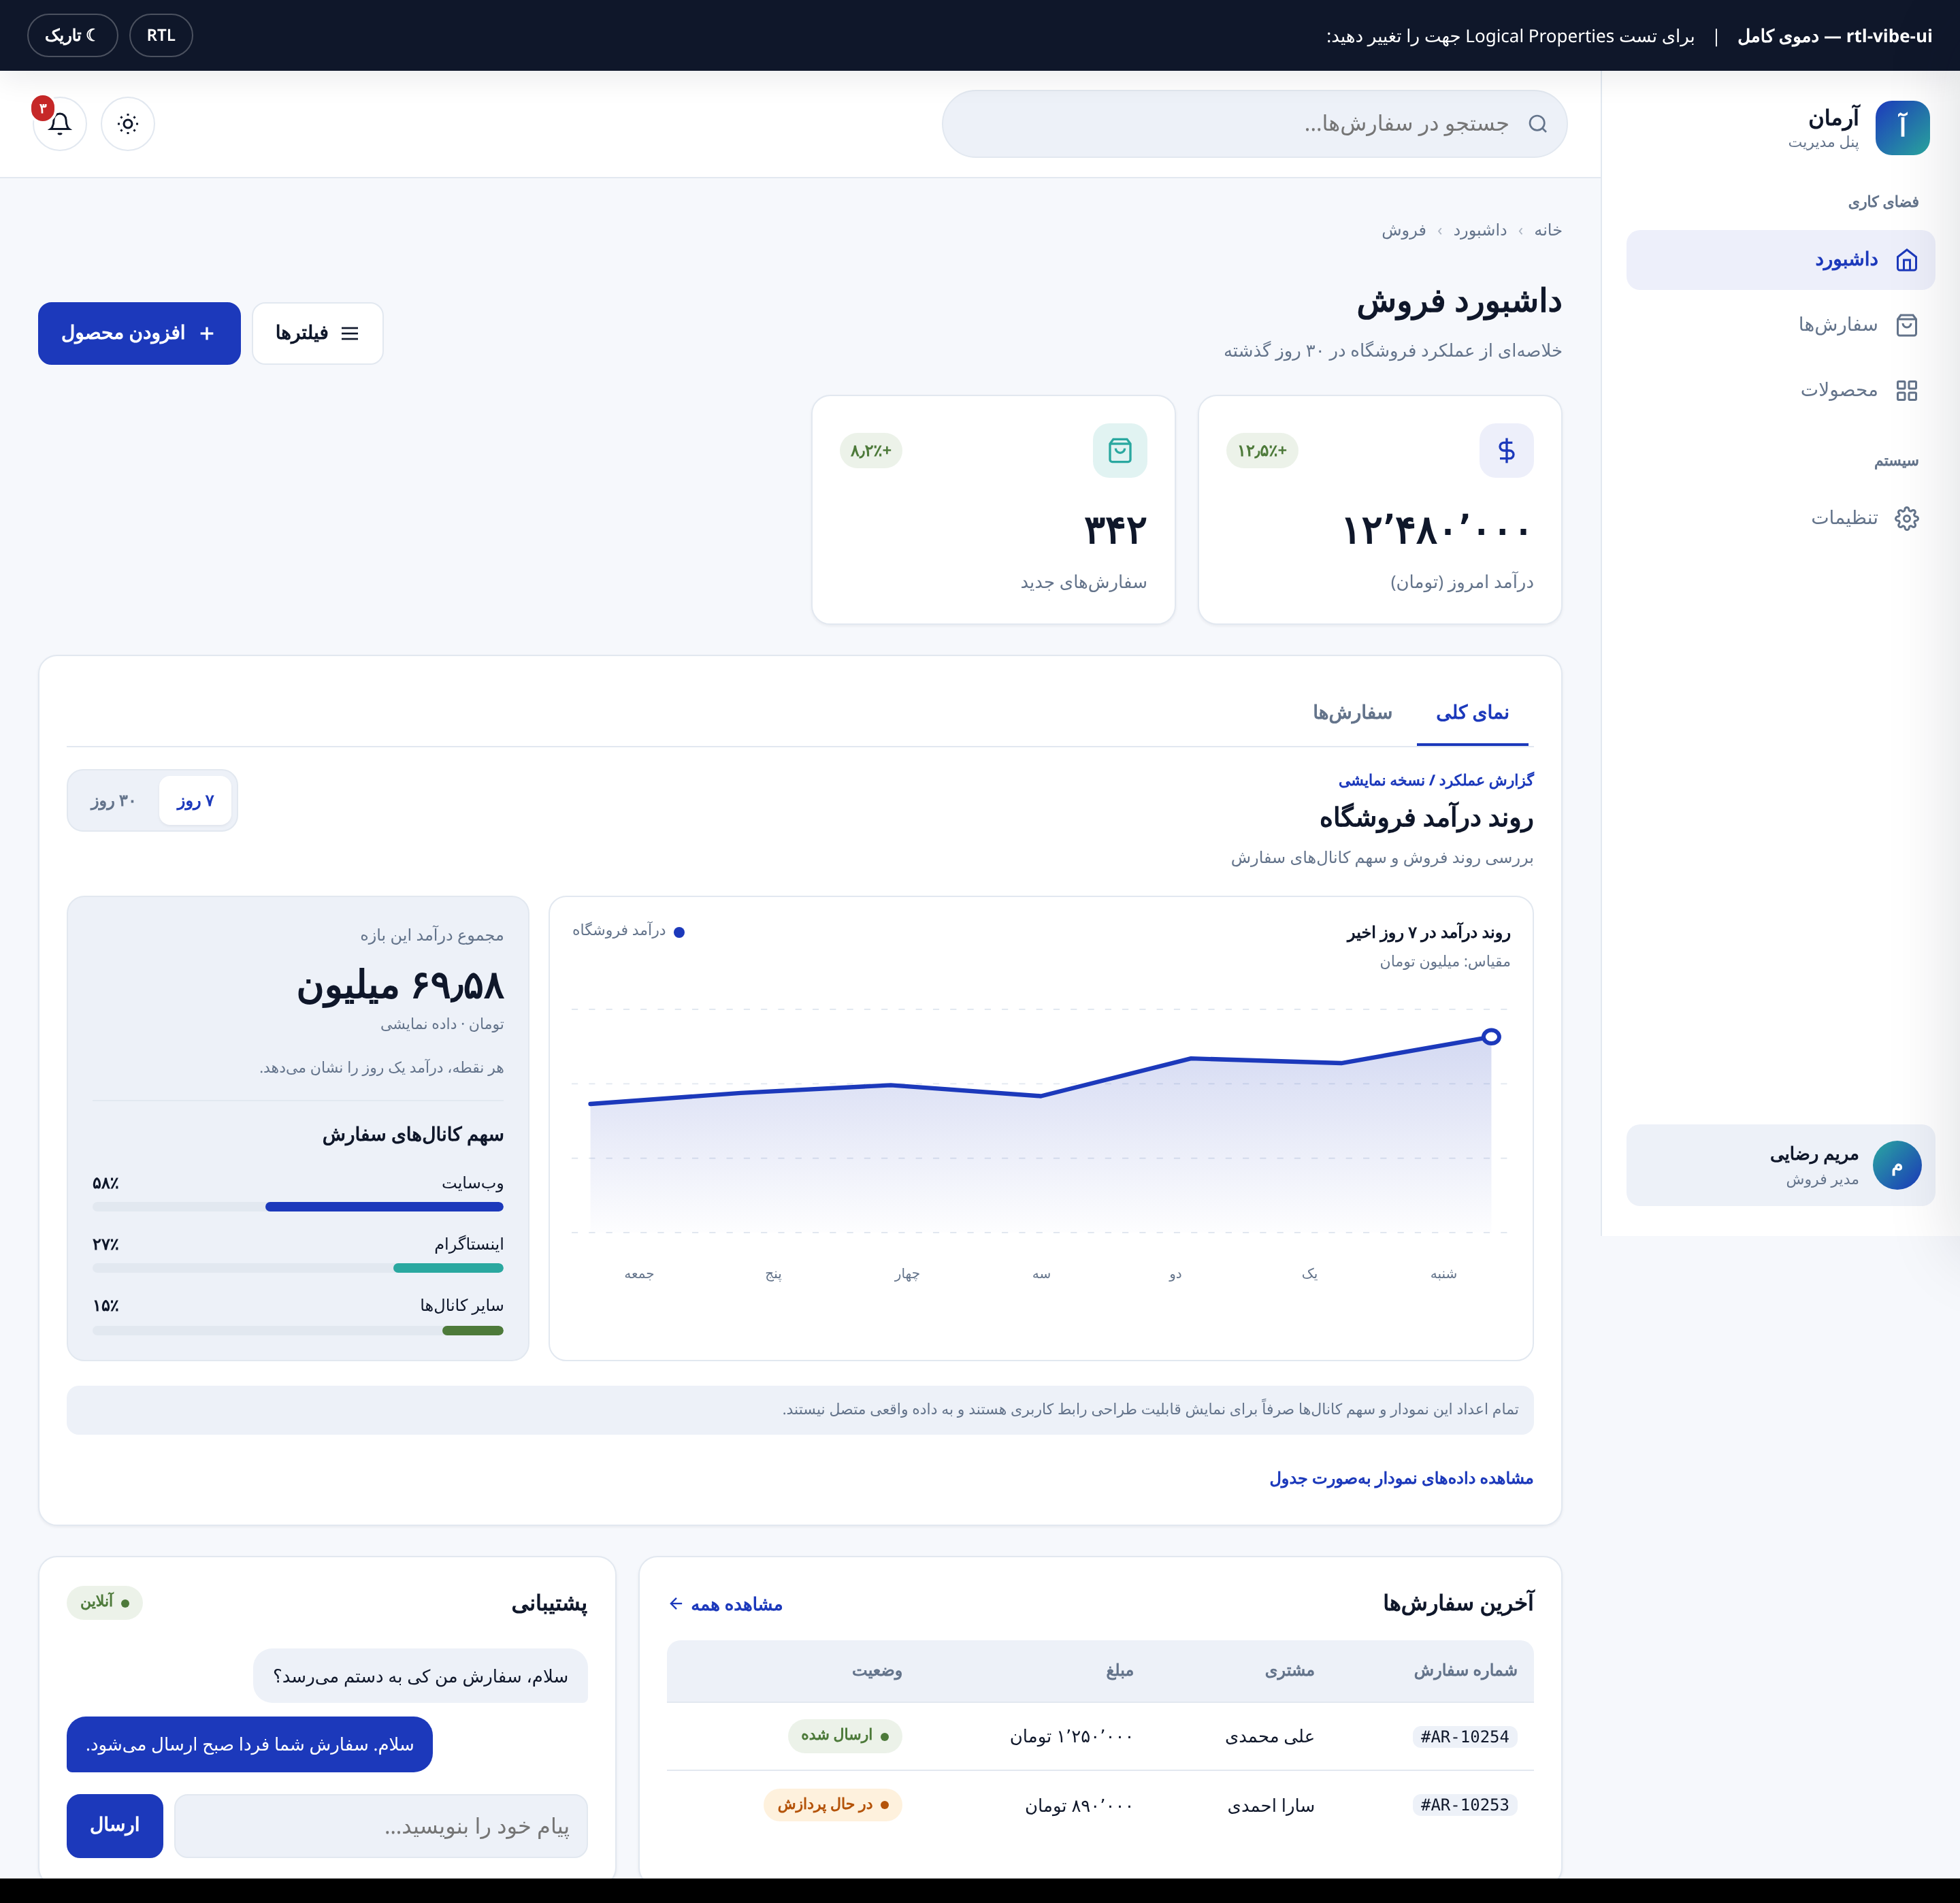 rtl-vibe-ui — دموی کامل | برای تست Logical Properties جهت را تغییر دهید:
RTL
☾ تاریک
آ
آرمان
پنل مدیریت
فضای کاری
داشبورد
سفارش‌ها
محصولات
سیستم
تنظیمات
م
مریم رضایی
مدیر فروش
جستجو در سفارش‌ها...
۳
خانه › داشبورد › فروش
داشبورد فروش
خلاصه‌ای از عملکرد فروشگاه در ۳۰ روز گذشته
فیلترها
افزودن محصول
+۱۲٫۵٪
۱۲٬۴۸۰٬۰۰۰
درآمد امروز (تومان)
+۸٫۲٪
۳۴۲
سفارش‌های جدید
نمای کلی
سفارش‌ها
گزارش عملکرد / نسخه نمایشی
روند درآمد فروشگاه
بررسی روند فروش و سهم کانال‌های سفارش
۷ روز
۳۰ روز
روند درآمد در ۷ روز اخیر
مقیاس: میلیون تومان
درآمد فروشگاه
شنبه
یک
دو
سه
چهار
پنج
جمعه
مجموع درآمد این بازه
۶۹٫۵۸ میلیون
تومان · داده نمایشی
هر نقطه، درآمد یک روز را نشان می‌دهد.
سهم کانال‌های سفارش
وب‌سایت ۵۸٪
اینستاگرام ۲۷٪
سایر کانال‌ها ۱۵٪
تمام اعداد این نمودار و سهم کانال‌ها صرفاً برای نمایش قابلیت طراحی رابط کاربری هستند و به داده واقعی متصل نیستند.
مشاهده داده‌های نمودار به‌صورت جدول
آخرین سفارش‌ها
مشاهده همه ←
شماره سفارش مشتری مبلغ وضعیت
#AR-10254 علی محمدی ۱٬۲۵۰٬۰۰۰ تومان ارسال شده
#AR-10253 سارا احمدی ۸۹۰٬۰۰۰ تومان در حال پردازش
پشتیبانی
آنلاین
سلام، سفارش من کی به دستم می‌رسد؟
سلام. سفارش شما فردا صبح ارسال می‌شود.
پیام خود را بنویسید...
ارسال